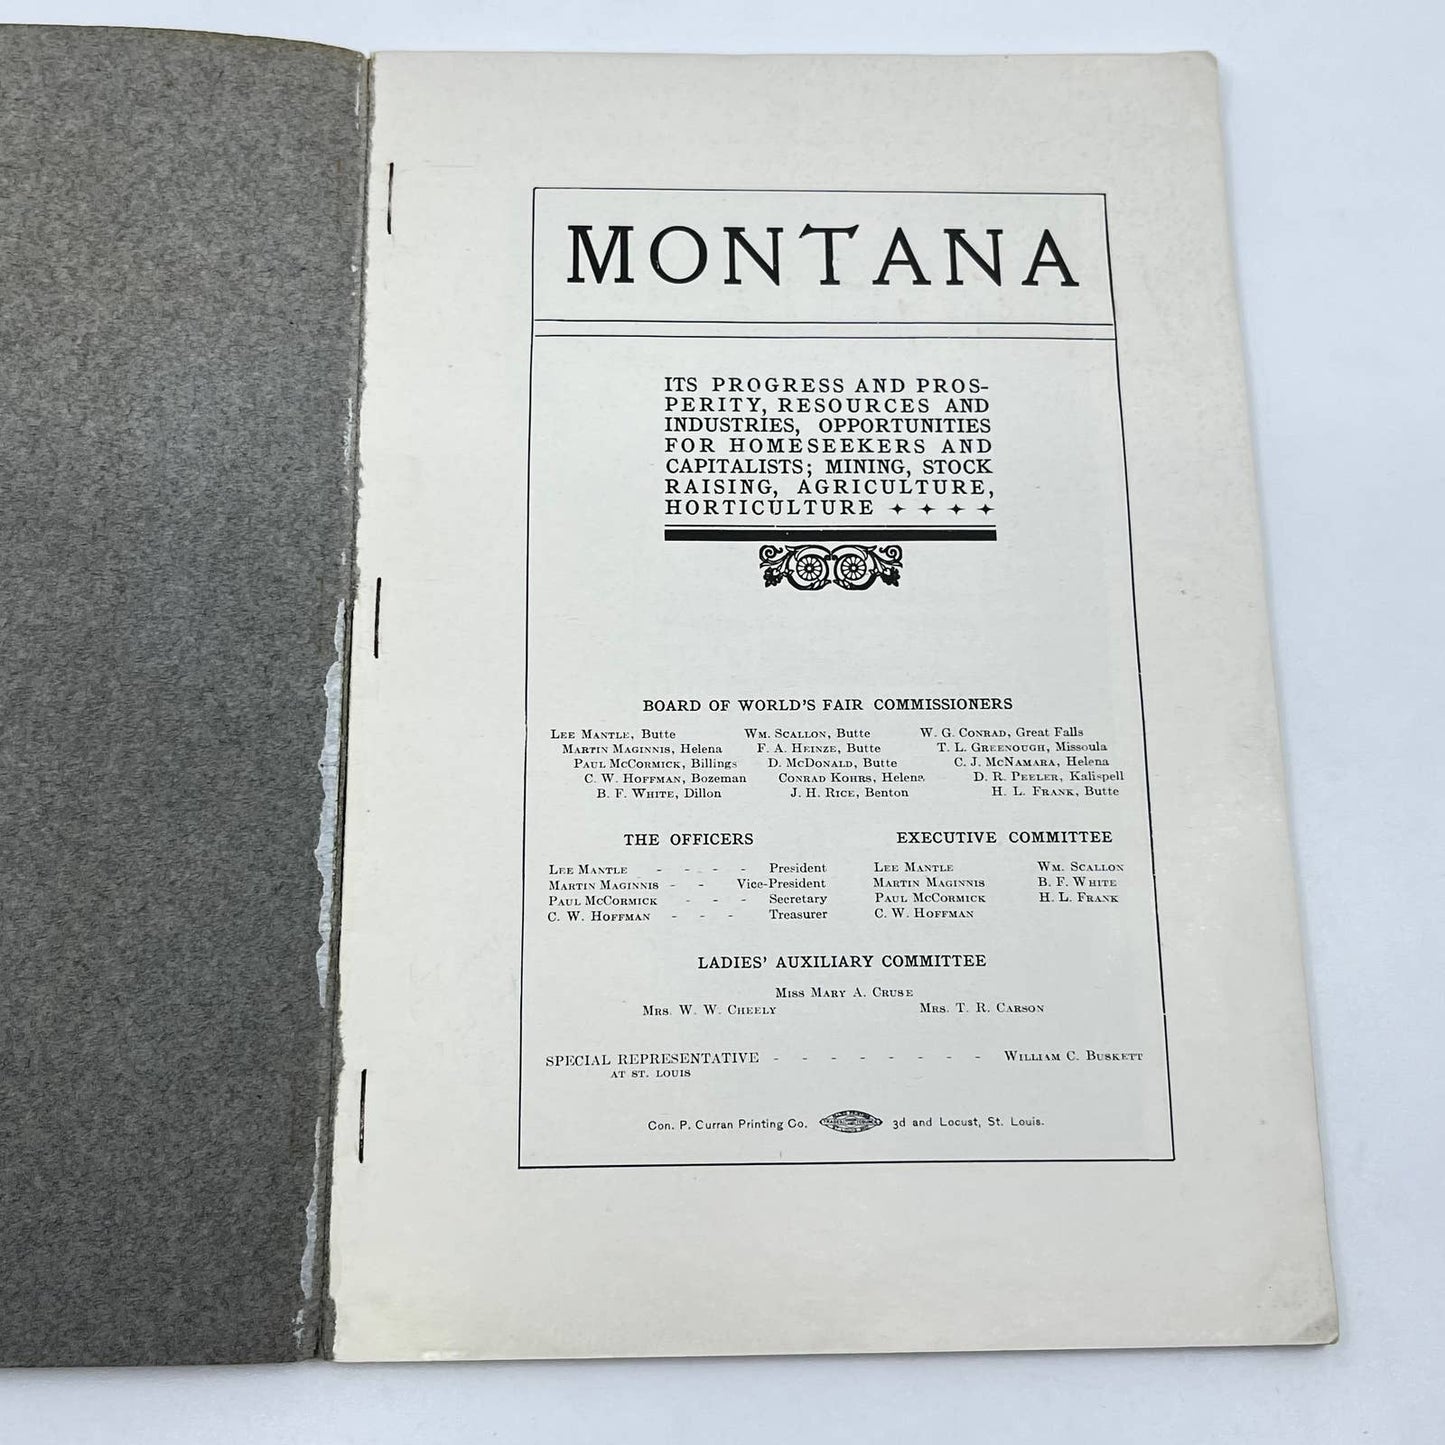 MONTANA
ITS PROGRESS AND PROS-
PERITY, RESOURCES AND
INDUSTRIES, OPPORTUNITIES
FOR HOMESEEKERS AND
CAPITALISTS; MINING, STOCK
RAISING, AGRICULTURE,
HORTICULTURE
BOARD OF WORLD'S FAIR COMMISSIONERS
LEE MANTLE, Butte WM. SCALLON, Butte W. G. CONRAD, Great Falls
MARTIN MAGINNIS, Helena F. A. HEINZE, Butte T. L. GREENOUGH, Missoula
PAUL MCCORMICK, Billings D. MCDONALD, Butte C. J. MCNAMARA, Helena
C. W. HOFFMAN, Bozeman CONRAD KOHRS, Helena D. R. PEELER, Kalispell
B. F. WHITE, Dillon J. H. RICE, Benton H. L. FRANK, Butte
THE OFFICERS
LEE MANTLE - - - - President
MARTIN MAGINNIS - - Vice-President
PAUL MCCORMICK - - - Secretary
C. W. HOFFMAN - - - Treasurer
EXECUTIVE COMMITTEE
LEE MANTLE WM. SCALLON
MARTIN MAGINNIS B. F. WHITE
PAUL MCCORMICK H. L. FRANK
C. W. HOFFMAN
LADIES' AUXILIARY COMMITTEE
MISS MARY A. CRUSE
MRS. W. W. CHEELY MRS. T. R. CARSON
SPECIAL REPRESENTATIVE - - - - - - - - WILLIAM C. BUSKETT
AT ST. LOUIS
Con. P. Curran Printing Co. 3d and Locust, St. Louis.